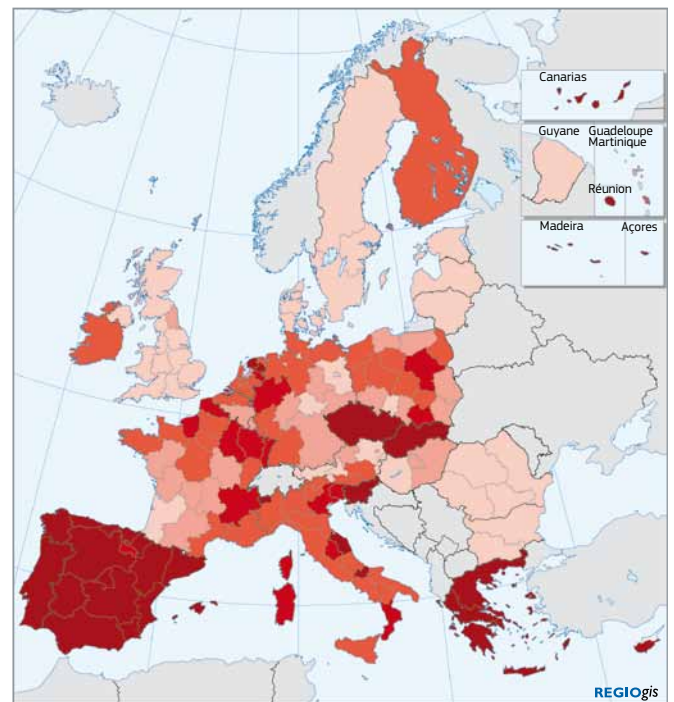 Canarias
Guyane
Guadeloupe
Martinique
Réunion
Madeira
Açores
REGIOgis